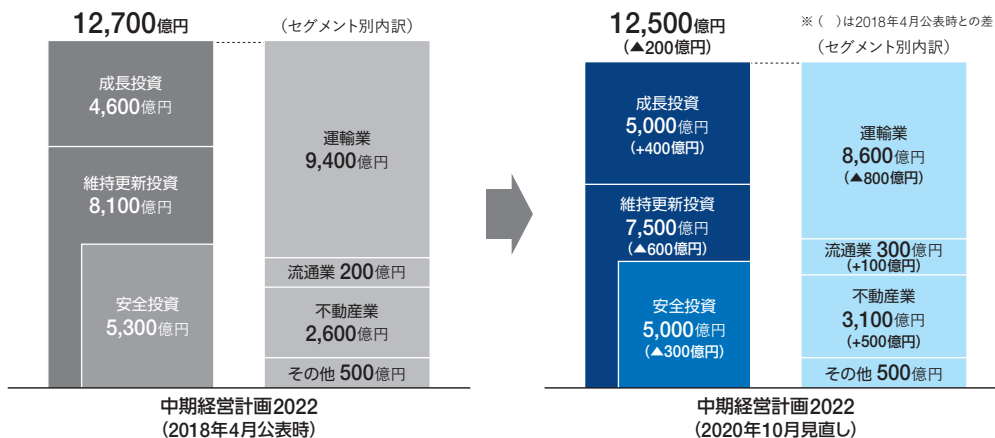 12,700億円
(セグメント別内訳)
成長投資
4,600億円
維持更新投資
8,100億円
安全投資
5,300億円
運輸業
9,400億円
流通業 200億円
不動産業
2,600億円
その他 500億円
中期経営計画2022
(2018年4月公表時)
※ (　)は2018年4月公表時との差
12,500億円
(▲200億円)
(セグメント別内訳)
成長投資
5,000億円
(+400億円)
維持更新投資
7,500億円
(▲600億円)
安全投資
5,000億円
(▲300億円)
運輸業
8,600億円
(▲800億円)
流通業 300億円
(+100億円)
不動産業
3,100億円
(+500億円)
その他 500億円
中期経営計画2022
(2020年10月見直し)